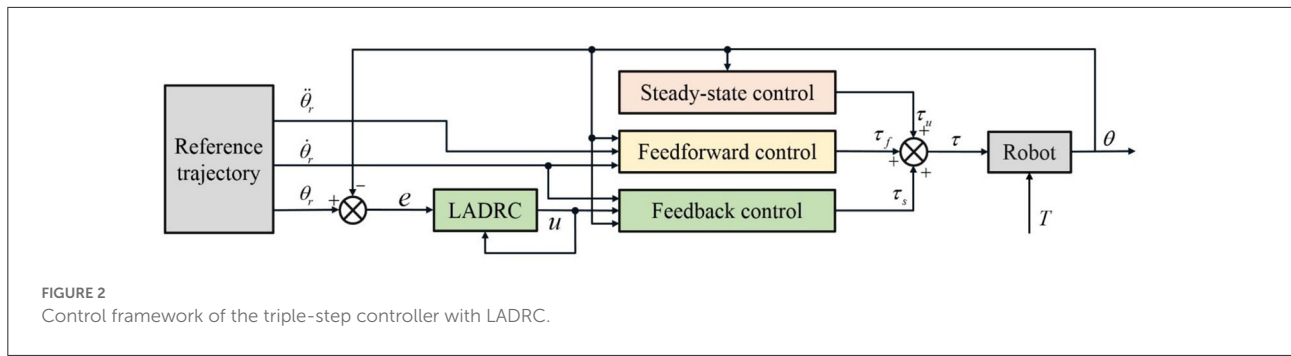 Reference
trajectory
θ̈_r
θ̇_r
θ_r
+
−
e
LADRC
u
Steady-state control
Feedforward control
Feedback control
τ_u
+
τ_f
+
τ_s
+
τ
Robot
θ
T
FIGURE 2
Control framework of the triple-step controller with LADRC.